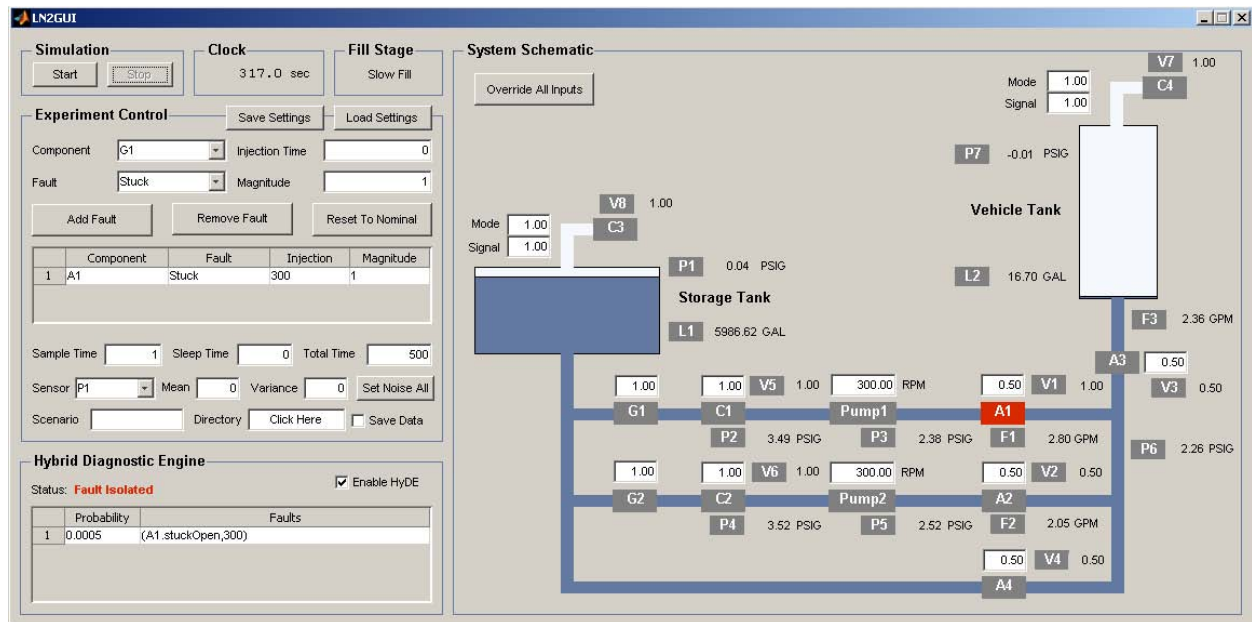 LN2GUI
Simulation
Start Stop
Clock
317.0 sec
Fill Stage
Slow Fill
Experiment Control
Save Settings Load Settings
Component G1 Injection Time 0
Fault Stuck Magnitude 1
Add Fault Remove Fault Reset To Nominal
Component Fault Injection Magnitude
1 A1 Stuck 300 1
Sample Time 1 Sleep Time 0 Total Time 500
Sensor P1 Mean 0 Variance 0 Set Noise All
Scenario Directory Click Here Save Data
Hybrid Diagnostic Engine
Status: Fault Isolated Enable HyDE
Probability Faults
1 0.0005 (A1.stuckOpen,300)
System Schematic
Override All Inputs
V7 1.00
Mode 1.00 C4
Signal 1.00
P7 -0.01 PSIG
Vehicle Tank
V8 1.00
Mode 1.00 C3
Signal 1.00
P1 0.04 PSIG
L2 16.70 GAL
Storage Tank
L1 5986.62 GAL
F3 2.36 GPM
A3 0.50
V3 0.50
1.00 1.00 V5 1.00 300.00 RPM 0.50 V1 1.00
G1 C1 Pump1 A1
P2 3.49 PSIG P3 2.38 PSIG F1 2.80 GPM
P6 2.26 PSIG
1.00 1.00 V6 1.00 300.00 RPM 0.50 V2 0.50
G2 C2 Pump2 A2
P4 3.52 PSIG P5 2.52 PSIG F2 2.05 GPM
0.50 V4 0.50
A4